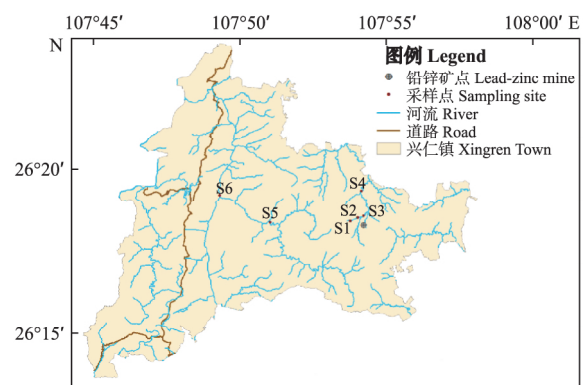 107°45′ 107°50′ 107°55′ 108°00′ E
N
图例 Legend
铅锌矿点 Lead-zinc mine
采样点 Sampling site
河流 River
道路 Road
兴仁镇 Xingren Town
26°20′
S4
S6
S5 S2 S3
S1
26°15′